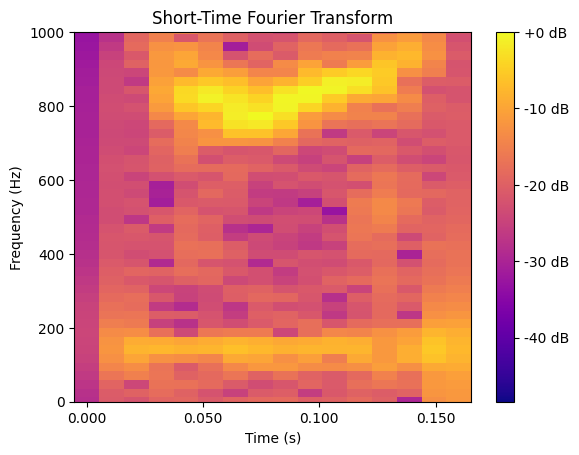 Short-Time Fourier Transform
1000
800
600
400
200
0
Frequency (Hz)
0.000
0.050
0.100
0.150
Time (s)
+0 dB
-10 dB
-20 dB
-30 dB
-40 dB